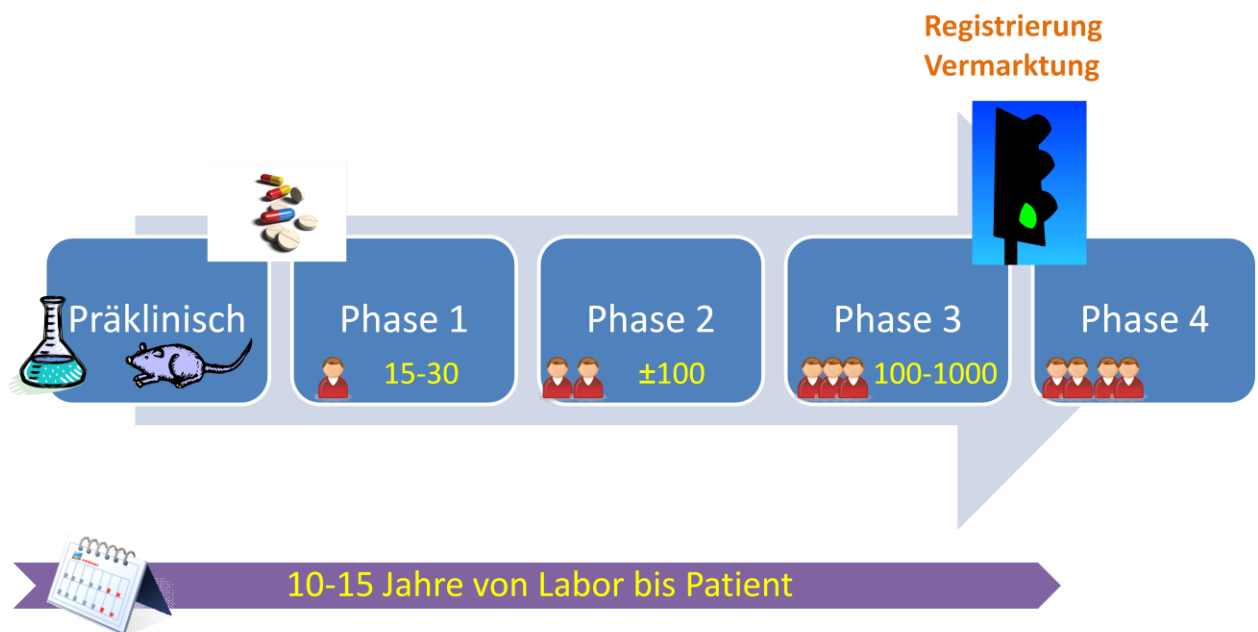 Registrierung
Vermarktung
Präklinisch
Phase 1
15-30
Phase 2
±100
Phase 3
100-1000
Phase 4
10-15 Jahre von Labor bis Patient